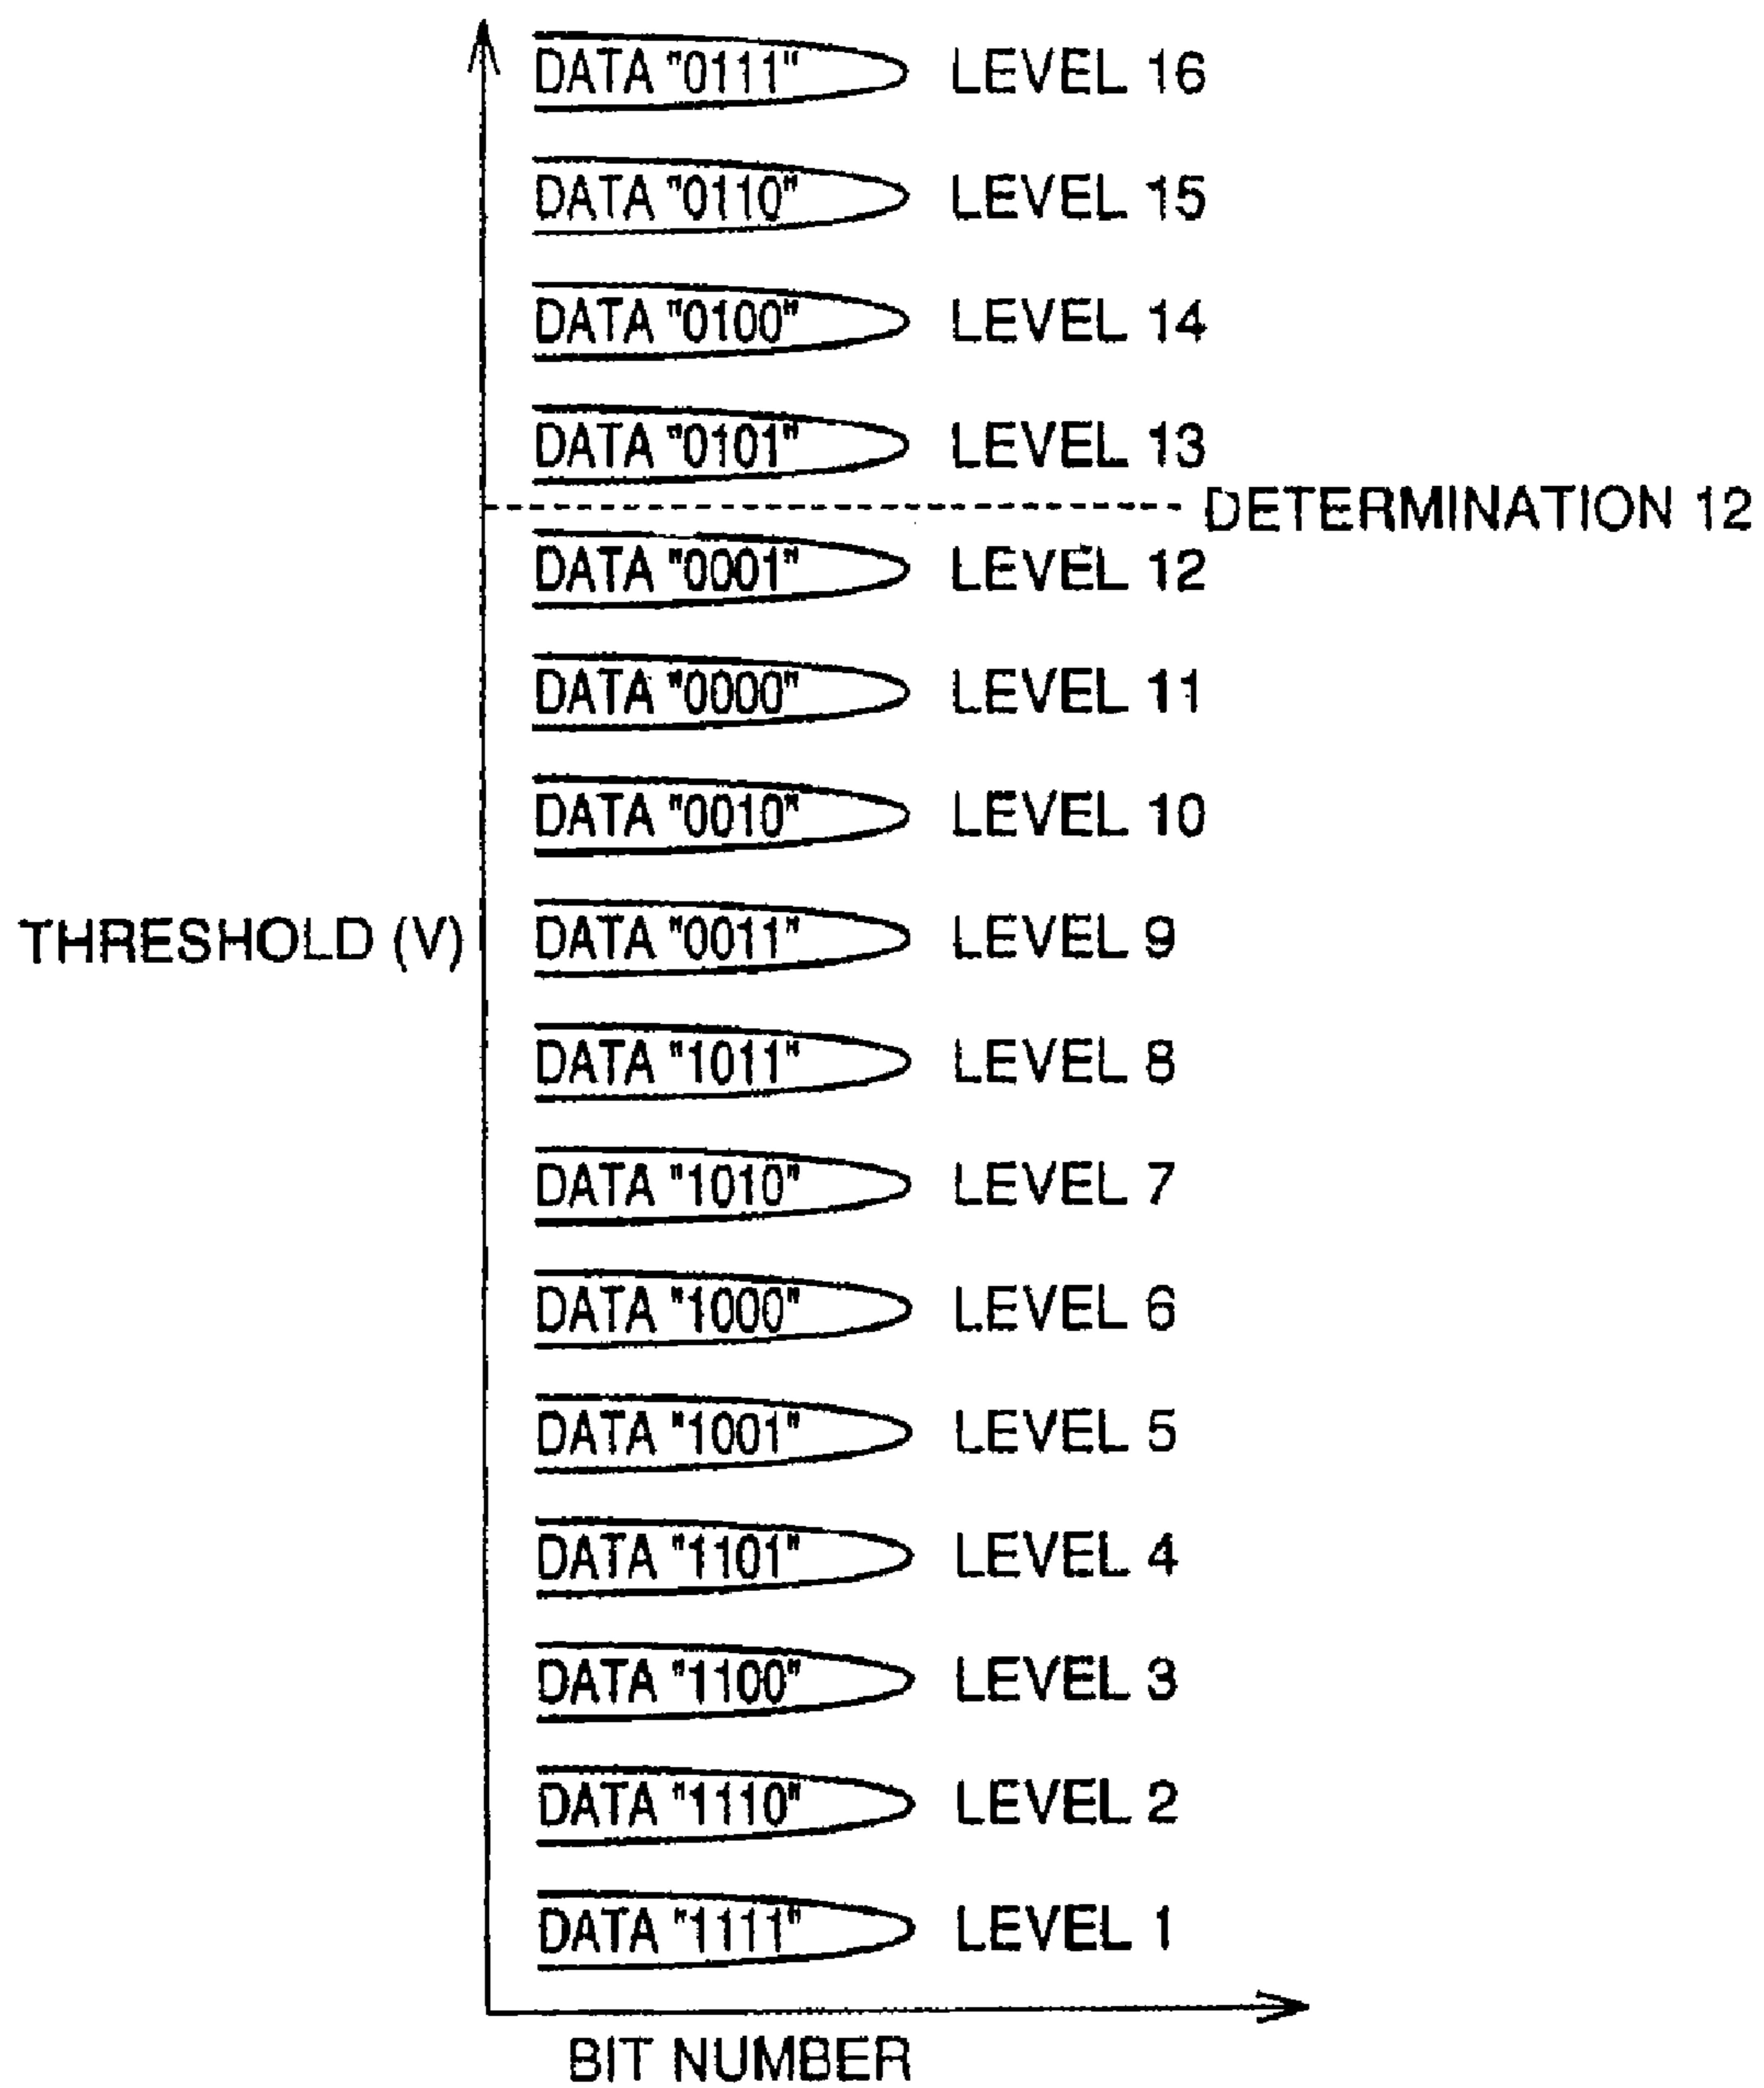 DATA "0111" LEVEL 16
DATA "0110" LEVEL 15
DATA "0100" LEVEL 14
DATA "0101" LEVEL 13
DETERMINATION 12
DATA "0001" LEVEL 12
DATA "0000" LEVEL 11
DATA "0010" LEVEL 10
THRESHOLD (V) DATA "0011" LEVEL 9
DATA "1011" LEVEL 8
DATA "1010" LEVEL 7
DATA "1000" LEVEL 6
DATA "1001" LEVEL 5
DATA "1101" LEVEL 4
DATA "1100" LEVEL 3
DATA "1110" LEVEL 2
DATA "1111" LEVEL 1
BIT NUMBER